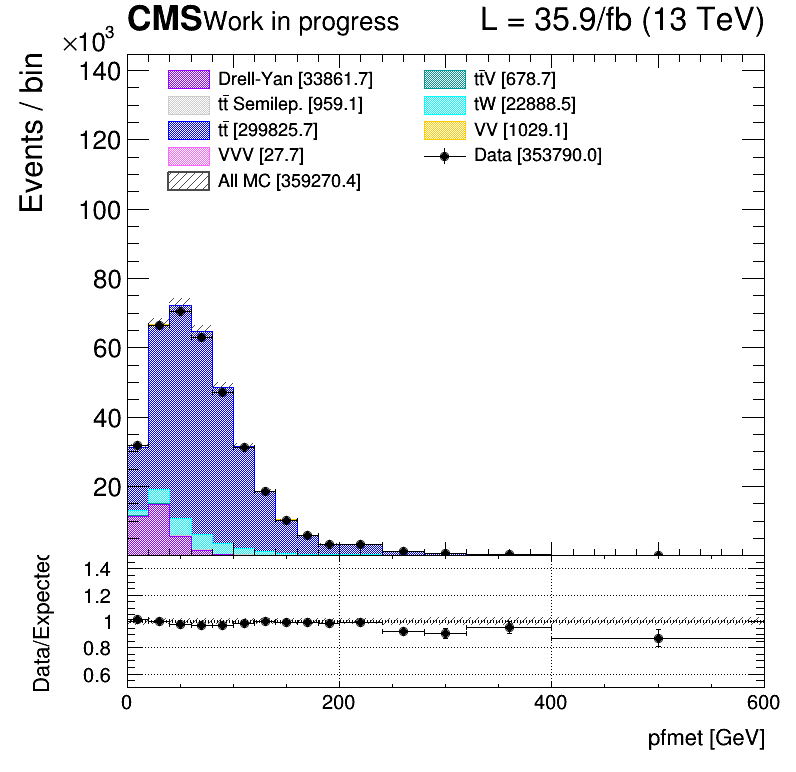 CMS Work in progress L = 35.9/fb (13 TeV)
×10³
Events / bin
140
120
100
80
60
40
20
Drell-Yan [33861.7]
tt̄ Semilep. [959.1]
tt̄ [299825.7]
VVV [27.7]
All MC [359270.4]
tt̄V [678.7]
tW [22888.5]
VV [1029.1]
Data [353790.0]
Data/Expected
1.4
1.2
1
0.8
0.6
0 200 400 600
pfmet [GeV]